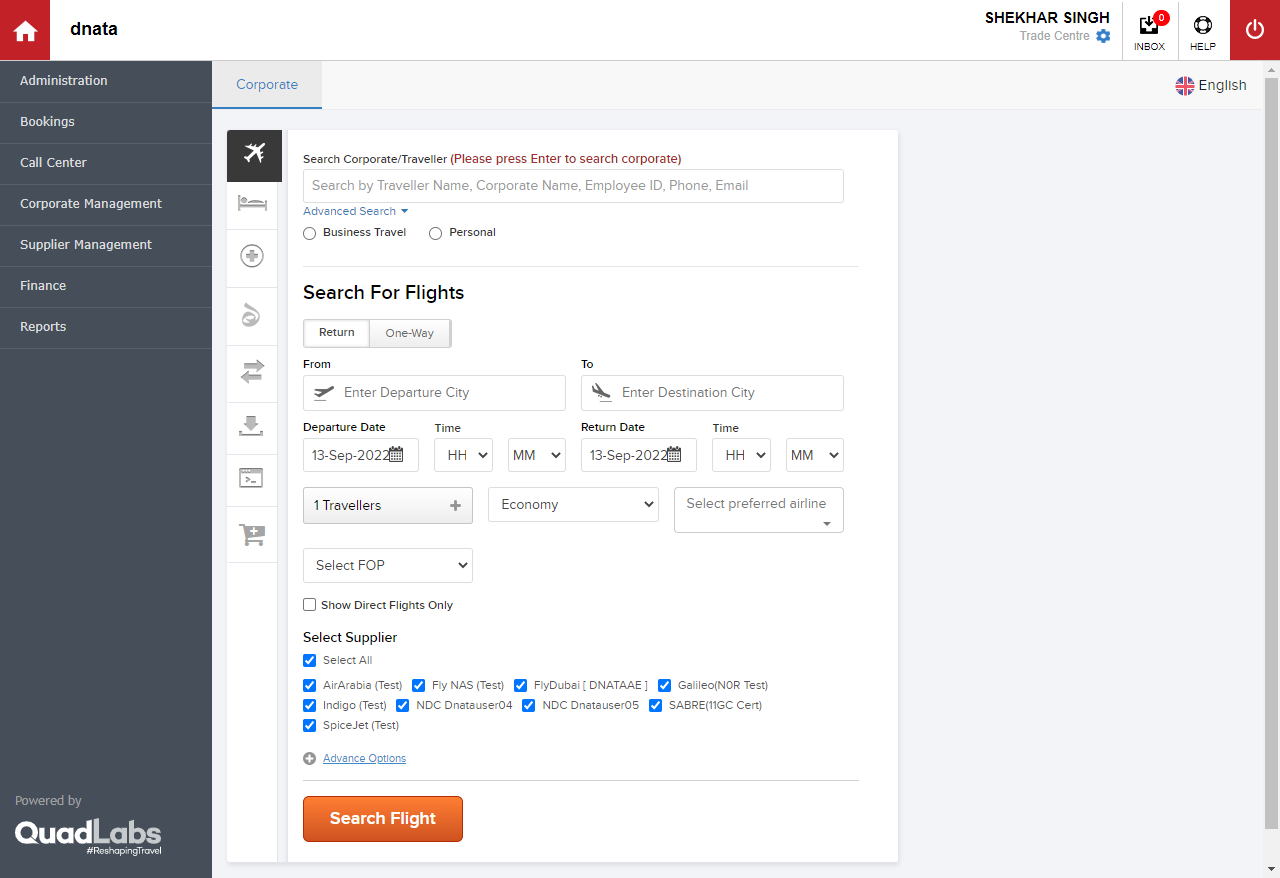 dnata
SHEKHAR SINGH
Trade Centre
0
INBOX
HELP
Administration
Bookings
Call Center
Corporate Management
Supplier Management
Finance
Reports
Corporate
English
Search Corporate/Traveller (Please press Enter to search corporate)
Search by Traveller Name, Corporate Name, Employee ID, Phone, Email
Advanced Search
Business Travel Personal
Search For Flights
Return One-Way
From To
Enter Departure City Enter Destination City
Departure Date Time Return Date Time
13-Sep-2022 HH MM 13-Sep-2022 HH MM
1 Travellers Economy Select preferred airline
Select FOP
Show Direct Flights Only
Select Supplier
Select All
AirArabia (Test) Fly NAS (Test) FlyDubai [ DNATAAE ] Galileo(N0R Test)
Indigo (Test) NDC Dnatauser04 NDC Dnatauser05 SABRE(11GC Cert)
SpiceJet (Test)
Advance Options
Search Flight
Powered by
QuadLabs
#ReshapingTravel